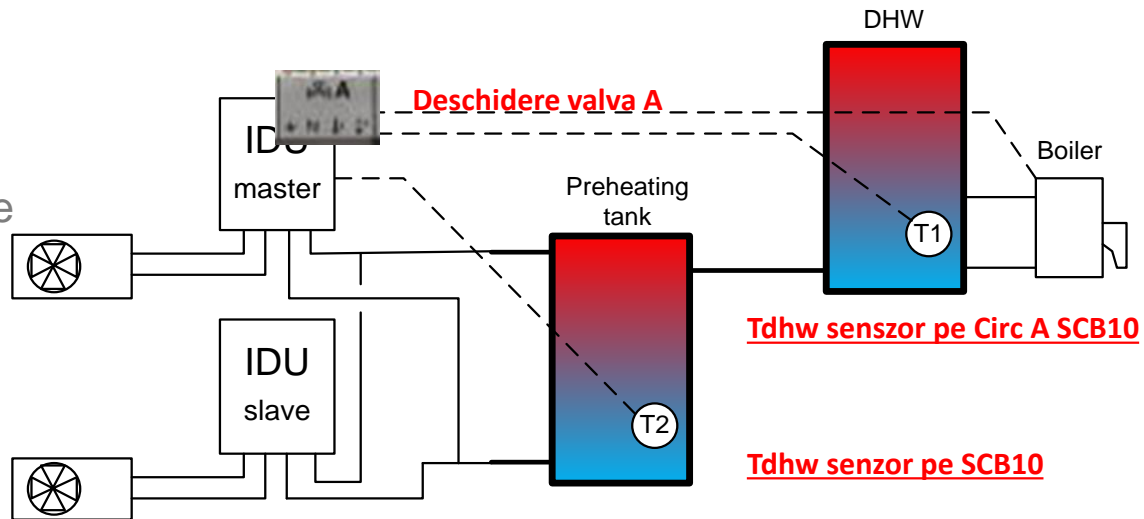 DHW
A
Deschidere valva A
IDU
master
Boiler
Preheating
tank
e
T1
Tdhw senszor pe Circ A SCB10
IDU
slave
T2
Tdhw senzor pe SCB10